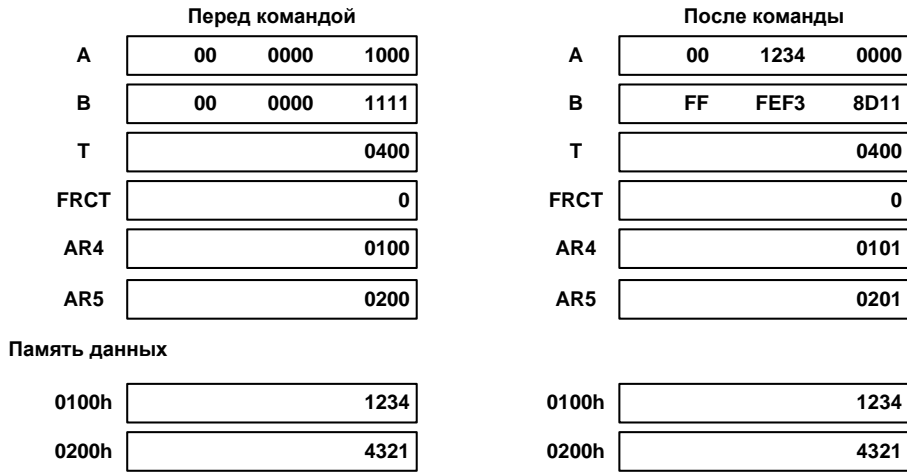 Перед командой После команды
A 00 0000 1000 A 00 1234 0000
B 00 0000 1111 B FF FEF3 8D11
T 0400 T 0400
FRCT 0 FRCT 0
AR4 0100 AR4 0101
AR5 0200 AR5 0201
Память данных
0100h 1234 0100h 1234
0200h 4321 0200h 4321